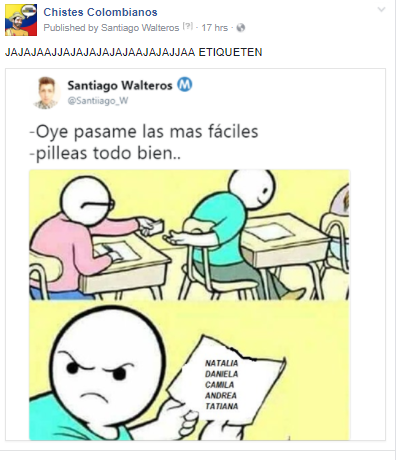 Chistes Colombianos
Published by Santiago Walteros [?] · 17 hrs ·
JAJAJAAJJAJAJAJAJAJAAJAJAJJAA ETIQUETEN
Santiago Walteros M
@Santiiago_W
-Oye pasame las mas fáciles
-pilleas todo bien..
NATALIA
DANIELA
CAMILA
ANDREA
TATIANA